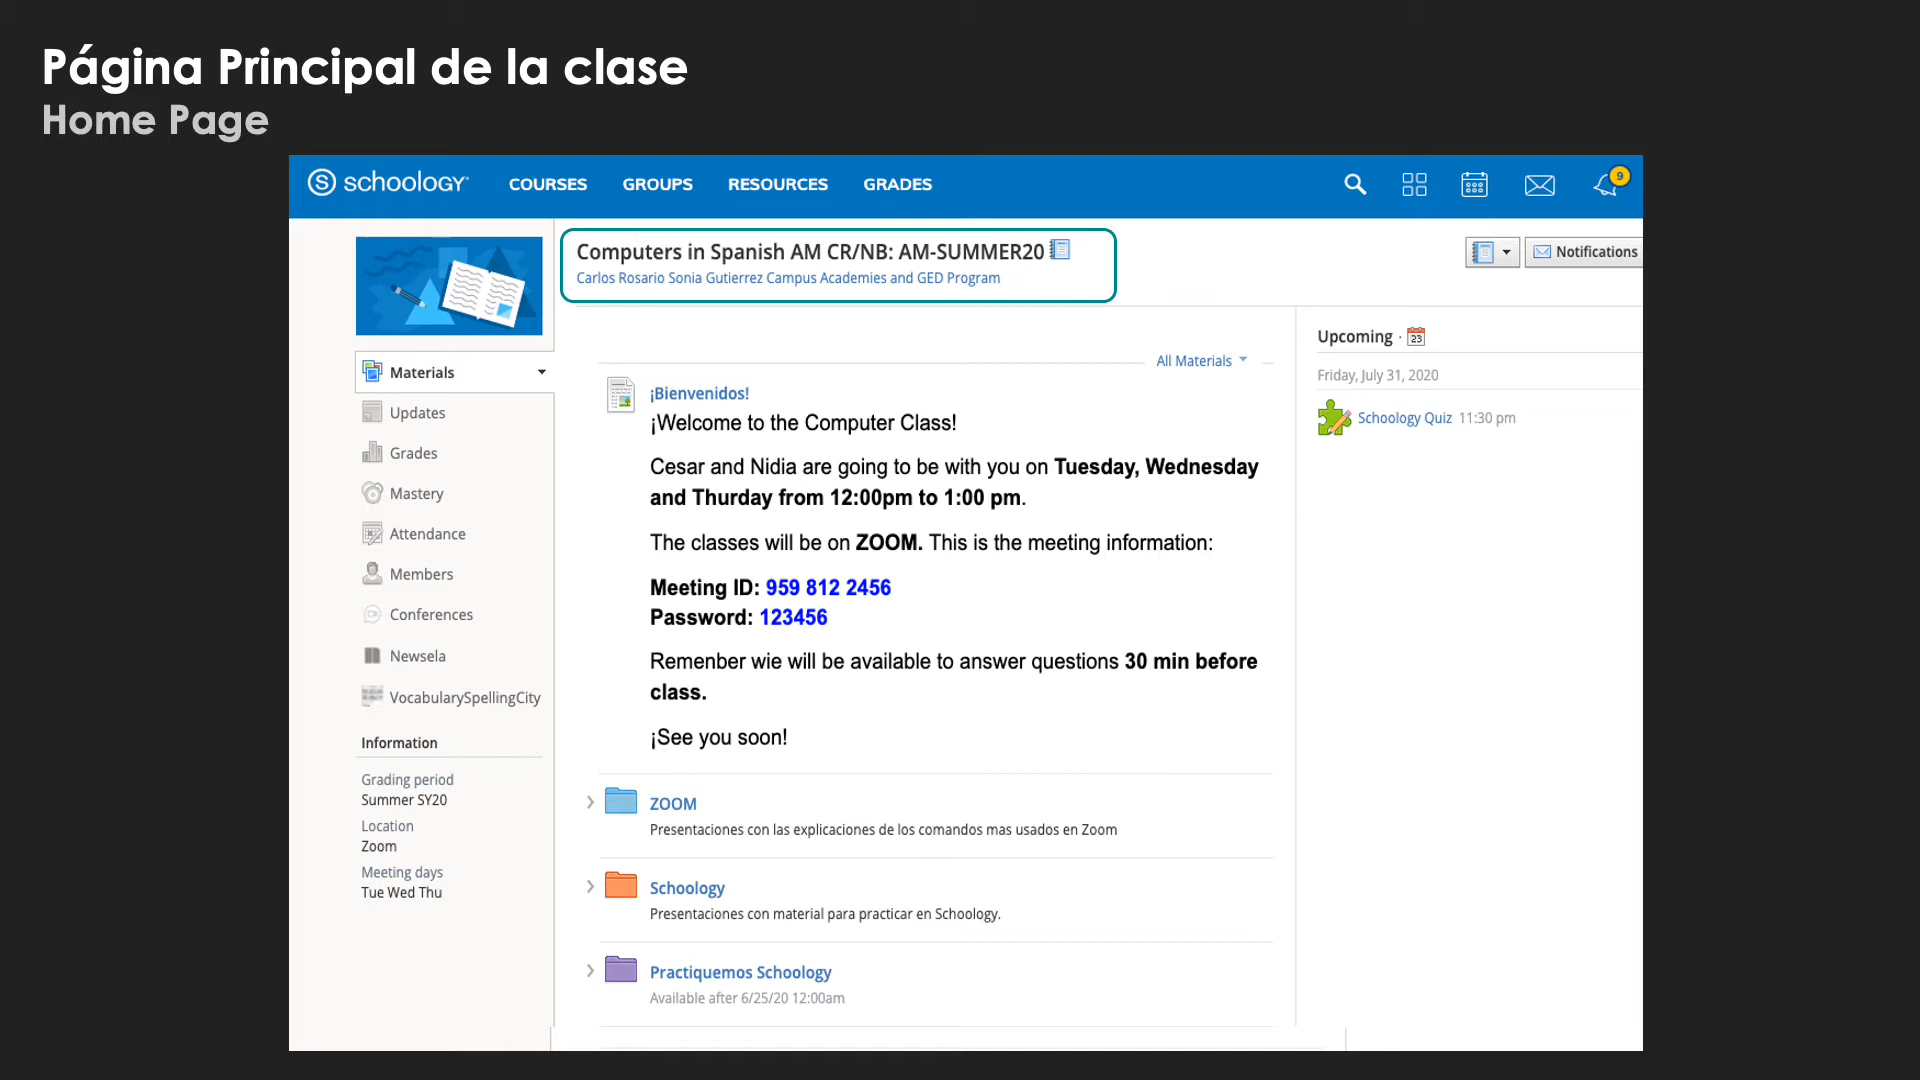 Página Principal de la clase
Home Page
schoology
COURSES GROUPS RESOURCES GRADES
9
Computers in Spanish AM CR/NB: AM-SUMMER20
Carlos Rosario Sonia Gutierrez Campus Academies and GED Program
Notifications
Materials
Updates
Grades
Mastery
Attendance
Members
Conferences
Newsela
VocabularySpellingCity
Information
Grading period
Summer SY20
Location
Zoom
Meeting days
Tue Wed Thu
All Materials
¡Bienvenidos!
¡Welcome to the Computer Class!
Cesar and Nidia are going to be with you on Tuesday, Wednesday
and Thurday from 12:00pm to 1:00 pm.
The classes will be on ZOOM. This is the meeting information:
Meeting ID: 959 812 2456
Password: 123456
Remenber wie will be available to answer questions 30 min before
class.
¡See you soon!
ZOOM
Presentaciones con las explicaciones de los comandos mas usados en Zoom
Schoology
Presentaciones con material para practicar en Schoology.
Practiquemos Schoology
Available after 6/25/20 12:00am
Upcoming · 23
Friday, July 31, 2020
Schoology Quiz 11:30 pm